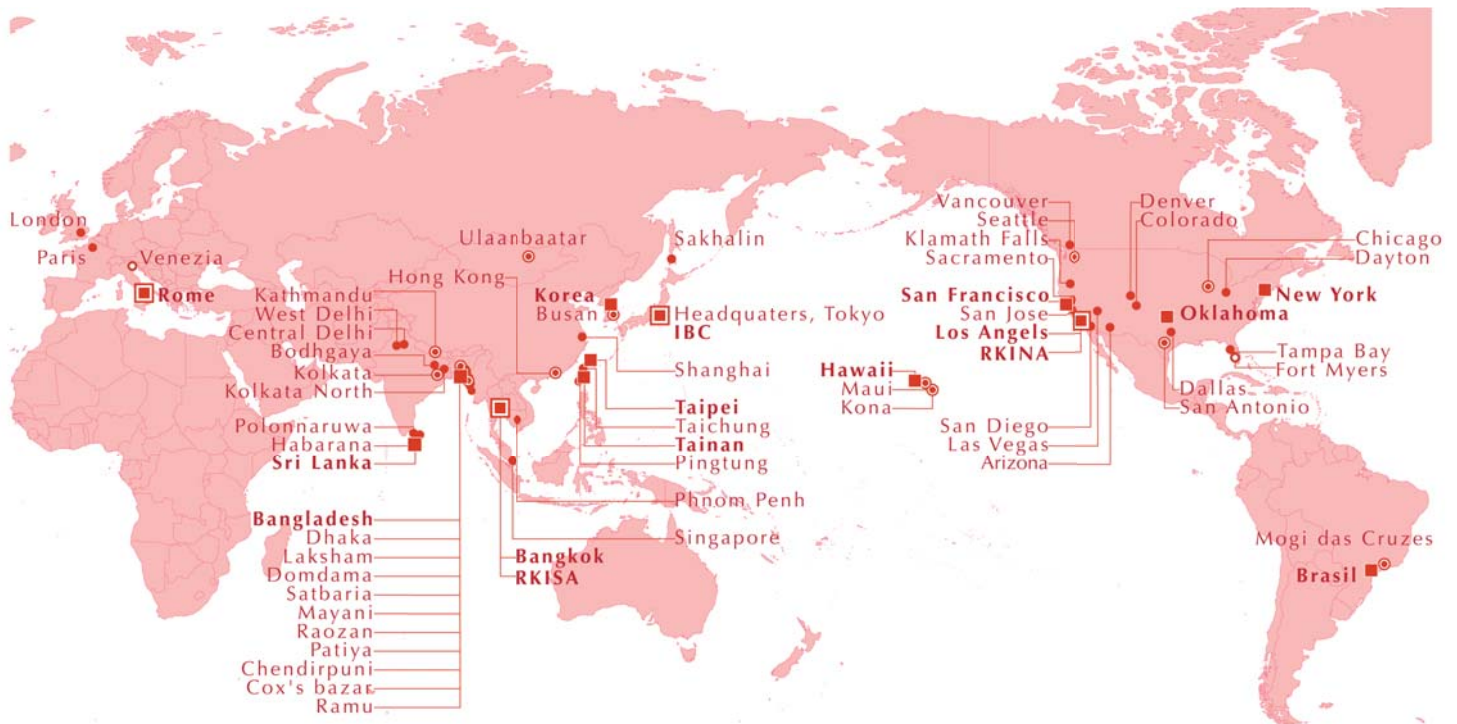 London
Paris
Venezia
Rome
Ulaanbaatar
Hong Kong
Kathmandu
West Delhi
Central Delhi
Bodhgaya
Kolkata
Kolkata North
Polonnaruwa
Habarana
Sri Lanka
Bangladesh
Dhaka
Laksham
Domdama
Satbaria
Mayani
Raozan
Patiya
Chendirpuni
Cox's bazar
Ramu
Sakhalin
Korea
Busan
Headquaters, Tokyo
IBC
Shanghai
Taipei
Taichung
Tainan
Pingtung
Phnom Penh
Singapore
Bangkok
RKISA
Hawaii
Maui
Kona
Vancouver
Seattle
Klamath Falls
Sacramento
San Francisco
San Jose
Los Angels
RKINA
San Diego
Las Vegas
Arizona
Denver
Colorado
Chicago
Dayton
New York
Oklahoma
Tampa Bay
Fort Myers
Dallas
San Antonio
Mogi das Cruzes
Brasil